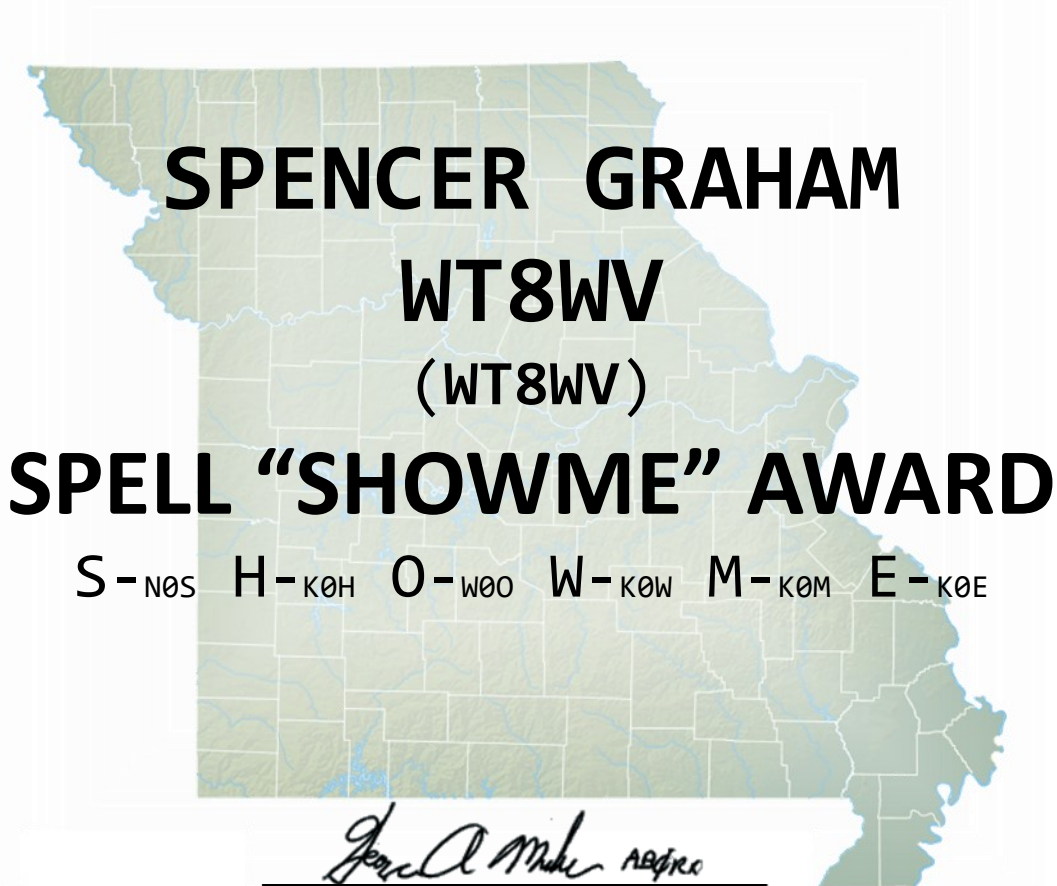 SPENCER GRAHAM
WT8WV
(WT8WV)
SPELL “SHOWME” AWARD
S-N0S H-K0H O-W0O W-K0W M-K0M E-K0E